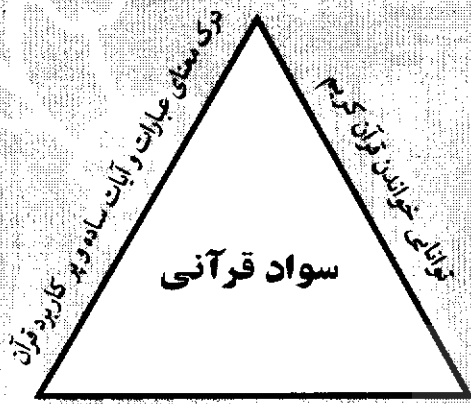 توانایی خواندن قرآن کریم
درک معنای عبارات و آیات ساده و پر کاربرد قرآن
سواد قرآنی